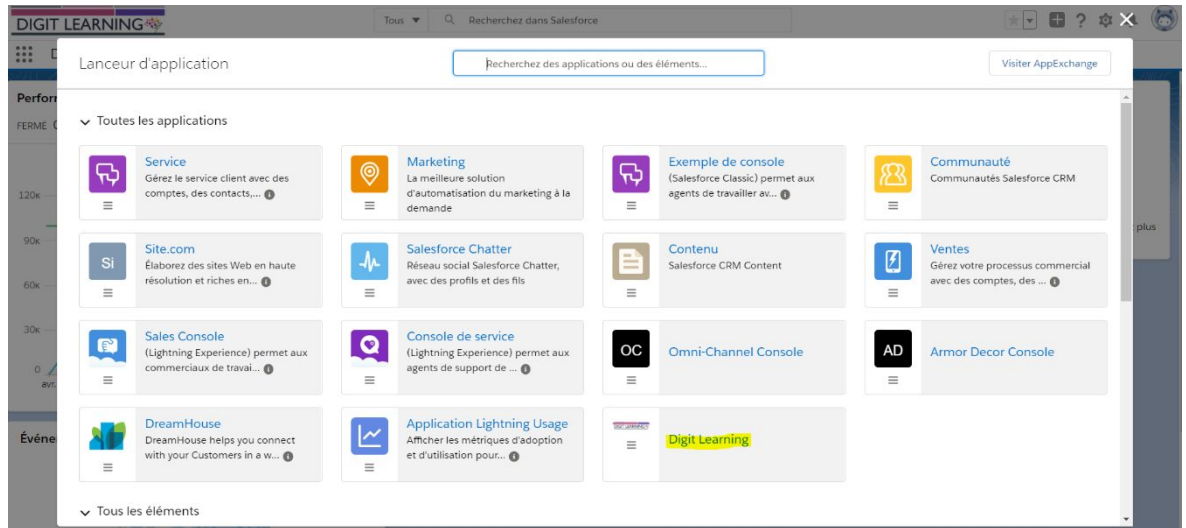 DIGIT LEARNING
Tous
Recherchez dans Salesforce
Lanceur d'application
Recherchez des applications ou des éléments...
Visiter AppExchange
Toutes les applications
Service
Gérez le service client avec des
comptes, des contacts,...
Marketing
La meilleure solution
d'automatisation du marketing à la
demande
Exemple de console
(Salesforce Classic) permet aux
agents de travailler av...
Communauté
Communautés Salesforce CRM
Si
Site.com
Élaborez des sites Web en haute
résolution et riches en...
Salesforce Chatter
Réseau social Salesforce Chatter,
avec des profils et des fils
Contenu
Salesforce CRM Content
Ventes
Gérez votre processus commercial
avec des comptes, des ...
Sales Console
(Lightning Experience) permet aux
commerciaux de travai...
Console de service
(Lightning Experience) permet aux
agents de support de ...
OC
Omni-Channel Console
AD
Armor Decor Console
DreamHouse
DreamHouse helps you connect
with your Customers in a w...
Application Lightning Usage
Afficher les métriques d'adoption
et d'utilisation pour...
DIGIT LEARNING
Digit Learning
Tous les éléments
Perfor
FERMÉ
120K
90K
60K
30K
0
avr.
Événe
plus